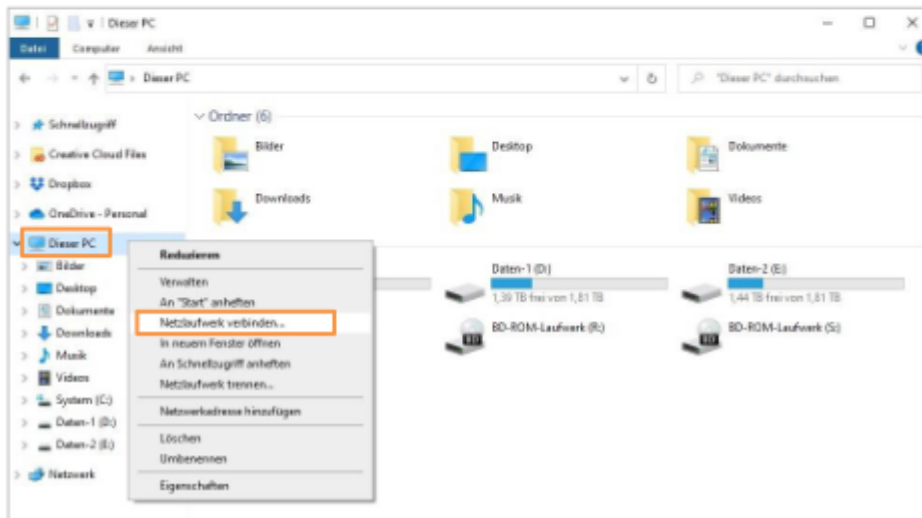 Dieser PC
Datei Computer Ansicht
Dieser PC
"Dieser PC" durchsuchen
Schnellzugriff
Creative Cloud Files
Dropbox
OneDrive - Personal
Dieser PC
Bilder
Desktop
Dokumente
Downloads
Musik
Videos
System (C:)
Daten-1 (D:)
Daten-2 (E:)
Netzwerk
Ordner (6)
Bilder
Desktop
Dokumente
Downloads
Musik
Videos
Daten-1 (D:)
1,39 TB frei von 1,81 TB
Daten-2 (E:)
1,44 TB frei von 1,81 TB
BD-ROM-Laufwerk (R:)
BD
BD-ROM-Laufwerk (S:)
BD
Reduzieren
Verwalten
An "Start" anheften
Netzlaufwerk verbinden...
In neuem Fenster öffnen
An Schnellzugriff anheften
Netzlaufwerk trennen...
Netzwerkadresse hinzufügen
Löschen
Umbenennen
Eigenschaften